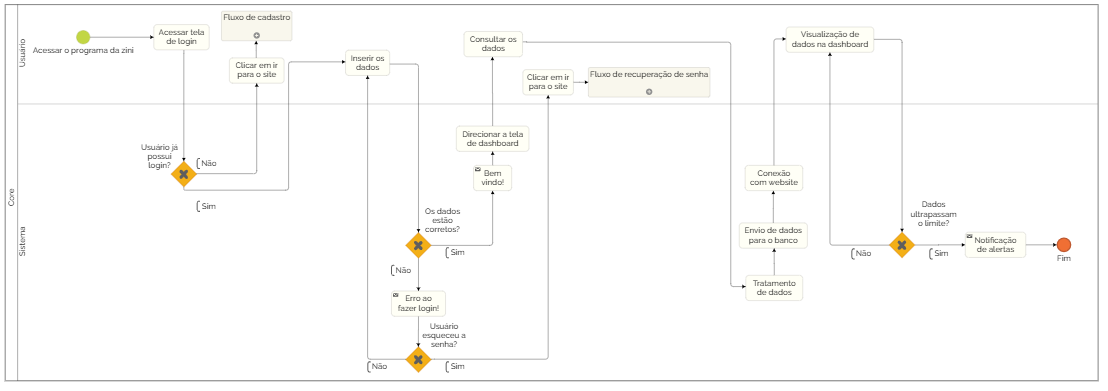 Core
Usuário
Sistema
Acessar o programa da zini
Acessar tela
de login
Usuário já
possui
login?
Não
Sim
Clicar em ir
para o site
Fluxo de cadastro
Inserir os
dados
Os dados
estão
corretos?
Não
Sim
Erro ao
fazer login!
Usuário
esqueceu a
senha?
Não
Sim
Bem
vindo!
Direcionar a tela
de dashboard
Consultar os
dados
Clicar em ir
para o site
Fluxo de recuperação de senha
Tratamento
de dados
Envio de dados
para o banco
Conexão
com website
Visualização de
dados na dashboard
Dados
ultrapassam
o limite?
Não
Sim
Notificação
de alertas
Fim